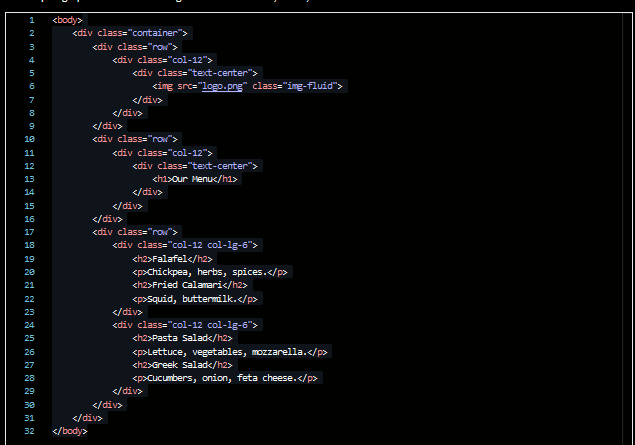 1 <body>
2 <div class="container">
3 <div class="row">
4 <div class="col-12">
5 <div class="text-center">
6 <img src="logo.png" class="img-fluid">
7 </div>
8 </div>
9 </div>
10 <div class="row">
11 <div class="col-12">
12 <div class="text-center">
13 <h1>Our Menu</h1>
14 </div>
15 </div>
16 </div>
17 <div class="row">
18 <div class="col-12 col-lg-6">
19 <h2>Falafel</h2>
20 <p>Chickpea, herbs, spices.</p>
21 <h2>Fried Calamari</h2>
22 <p>Squid, buttermilk.</p>
23 </div>
24 <div class="col-12 col-lg-6">
25 <h2>Pasta Salad</h2>
26 <p>Lettuce, vegetables, mozzarella.</p>
27 <h2>Greek Salad</h2>
28 <p>Cucumbers, onion, feta cheese.</p>
29 </div>
30 </div>
31 </div>
32 </body>